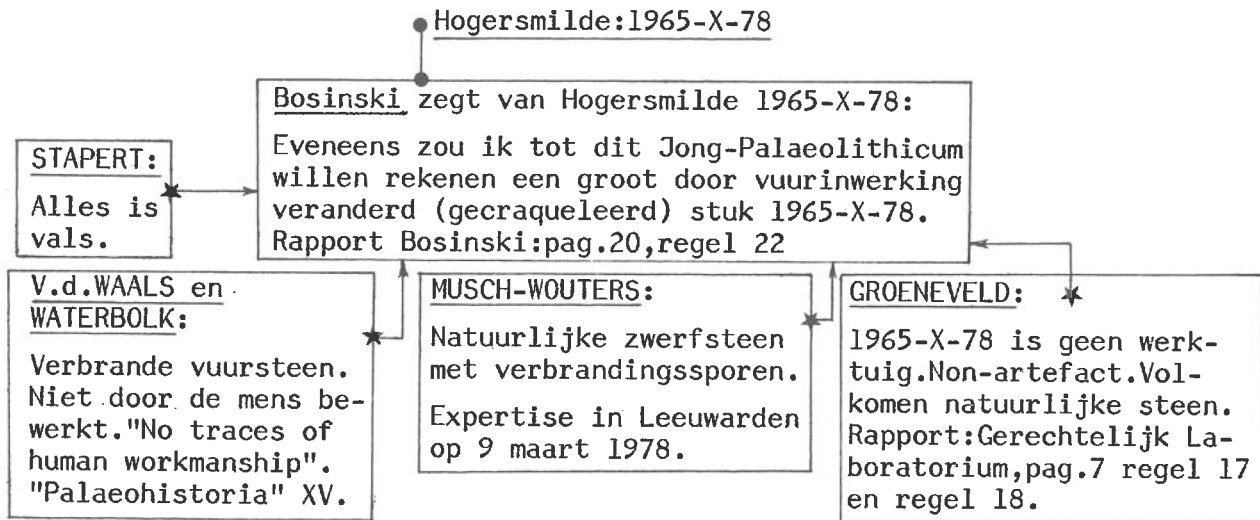 Hogersmilde:1965-X-78
Bosinski zegt van Hogersmilde 1965-X-78:
Eveneens zou ik tot dit Jong-Palaeolithicum
willen rekenen een groot door vuurinwerking
veranderd (gecraqueleerd) stuk 1965-X-78.
Rapport Bosinski:pag.20,regel 22
STAPERT:
Alles is
vals.
V.d.WAALS en
WATERBOLK:
Verbrande vuursteen.
Niet door de mens be-
werkt."No traces of
human workmanship".
"Palaeohistoria" XV.
MUSCH-WOUTERS:
Natuurlijke zwerfsteen
met verbrandingssporen.
Expertise in Leeuwarden
op 9 maart 1978.
GROENEVELD:
1965-X-78 is geen werk-
tuig.Non-artefact.Vol-
komen natuurlijke steen.
Rapport:Gerechtelijk La-
boratorium,pag.7 regel 17
en regel 18.